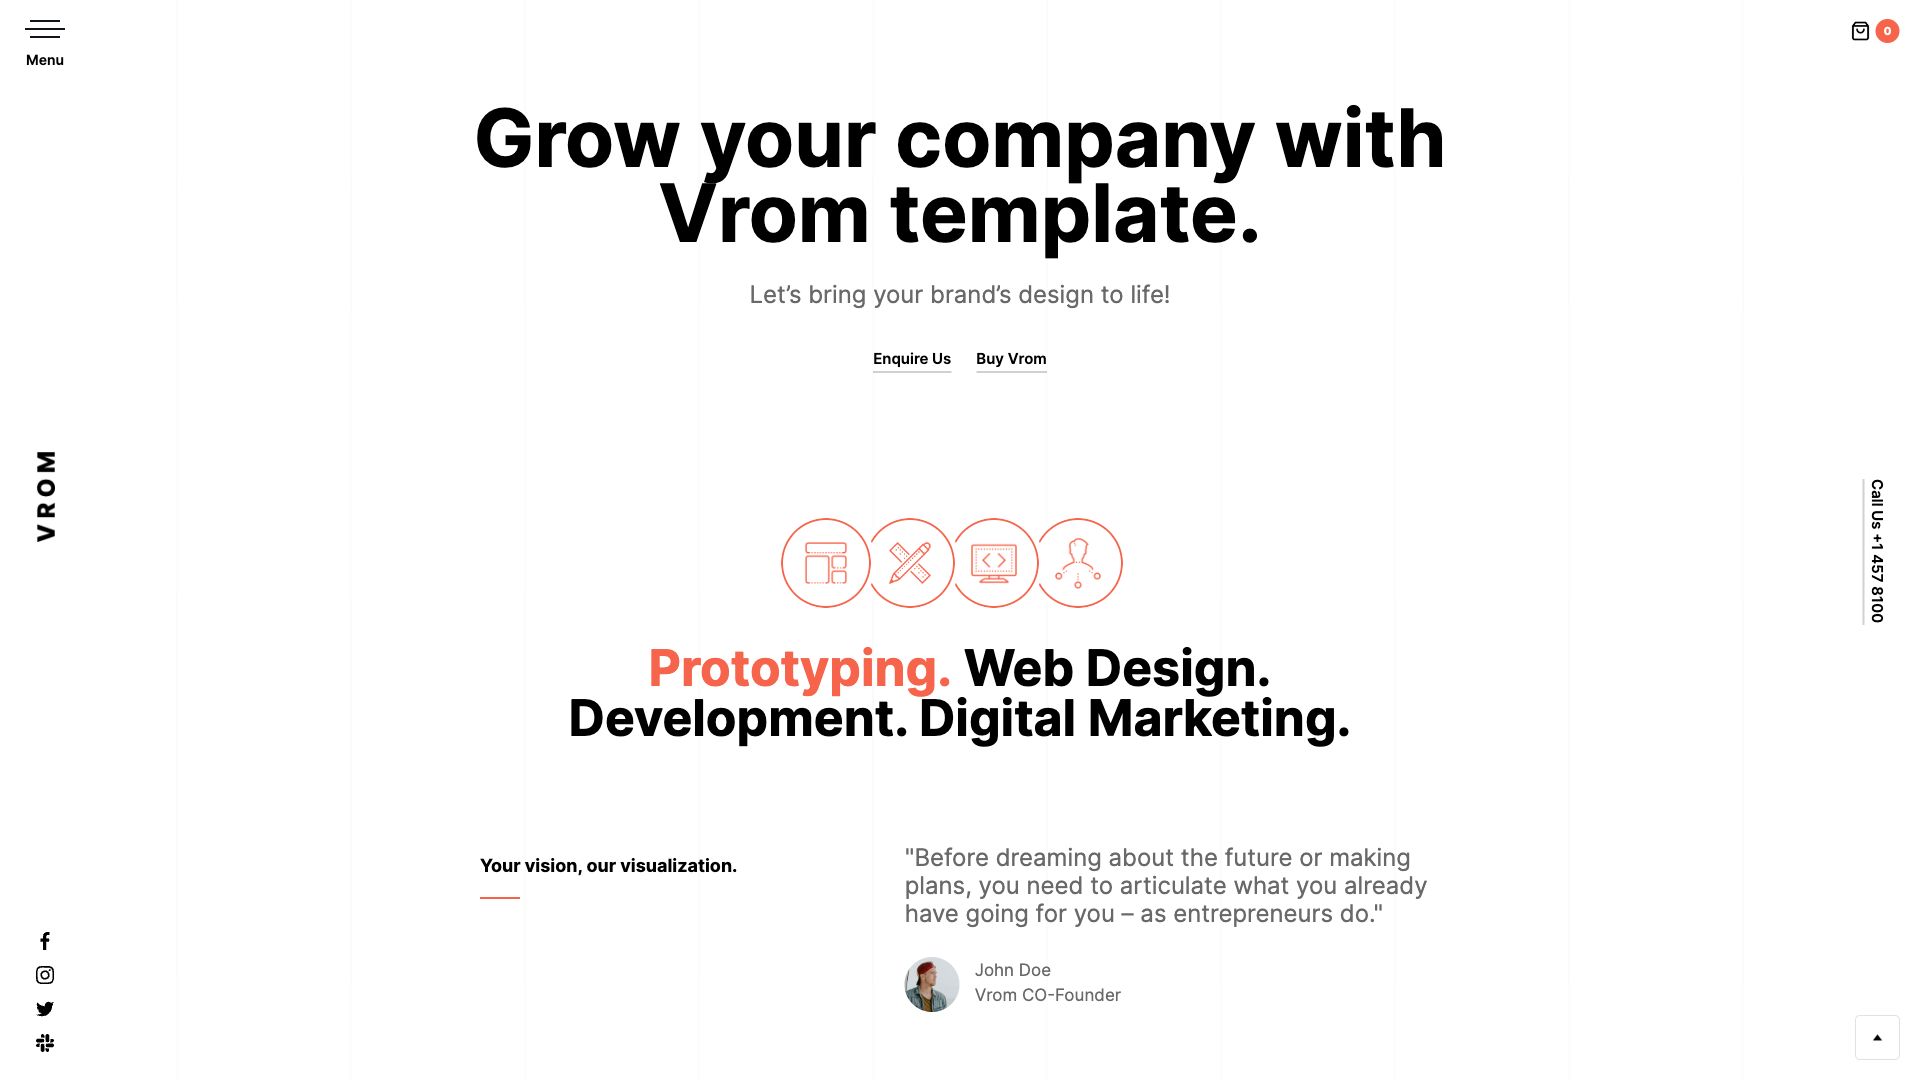 Menu
0
Grow your company with
Vrom template.
Let’s bring your brand’s design to life!
Enquire Us
Buy Vrom
VROM
Call Us +1 457 8100
Prototyping. Web Design.
Development. Digital Marketing.
Your vision, our visualization.
"Before dreaming about the future or making
plans, you need to articulate what you already
have going for you – as entrepreneurs do."
John Doe
Vrom CO-Founder